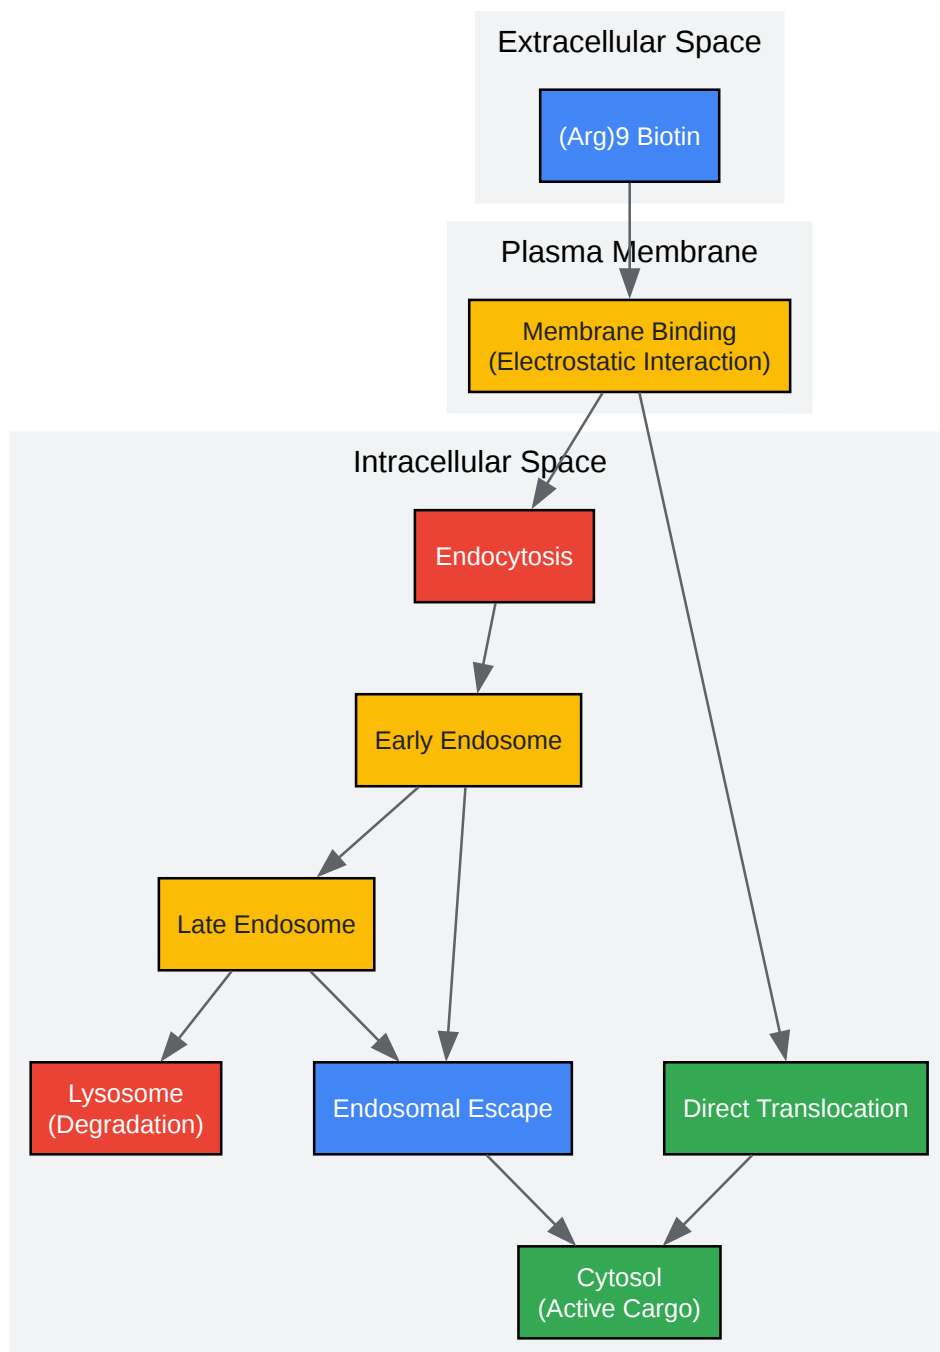 Extracellular Space
(Arg)9 Biotin
Plasma Membrane
Membrane Binding
(Electrostatic Interaction)
Intracellular Space
Endocytosis
Early Endosome
Late Endosome
Lysosome
(Degradation)
Endosomal Escape
Direct Translocation
Cytosol
(Active Cargo)